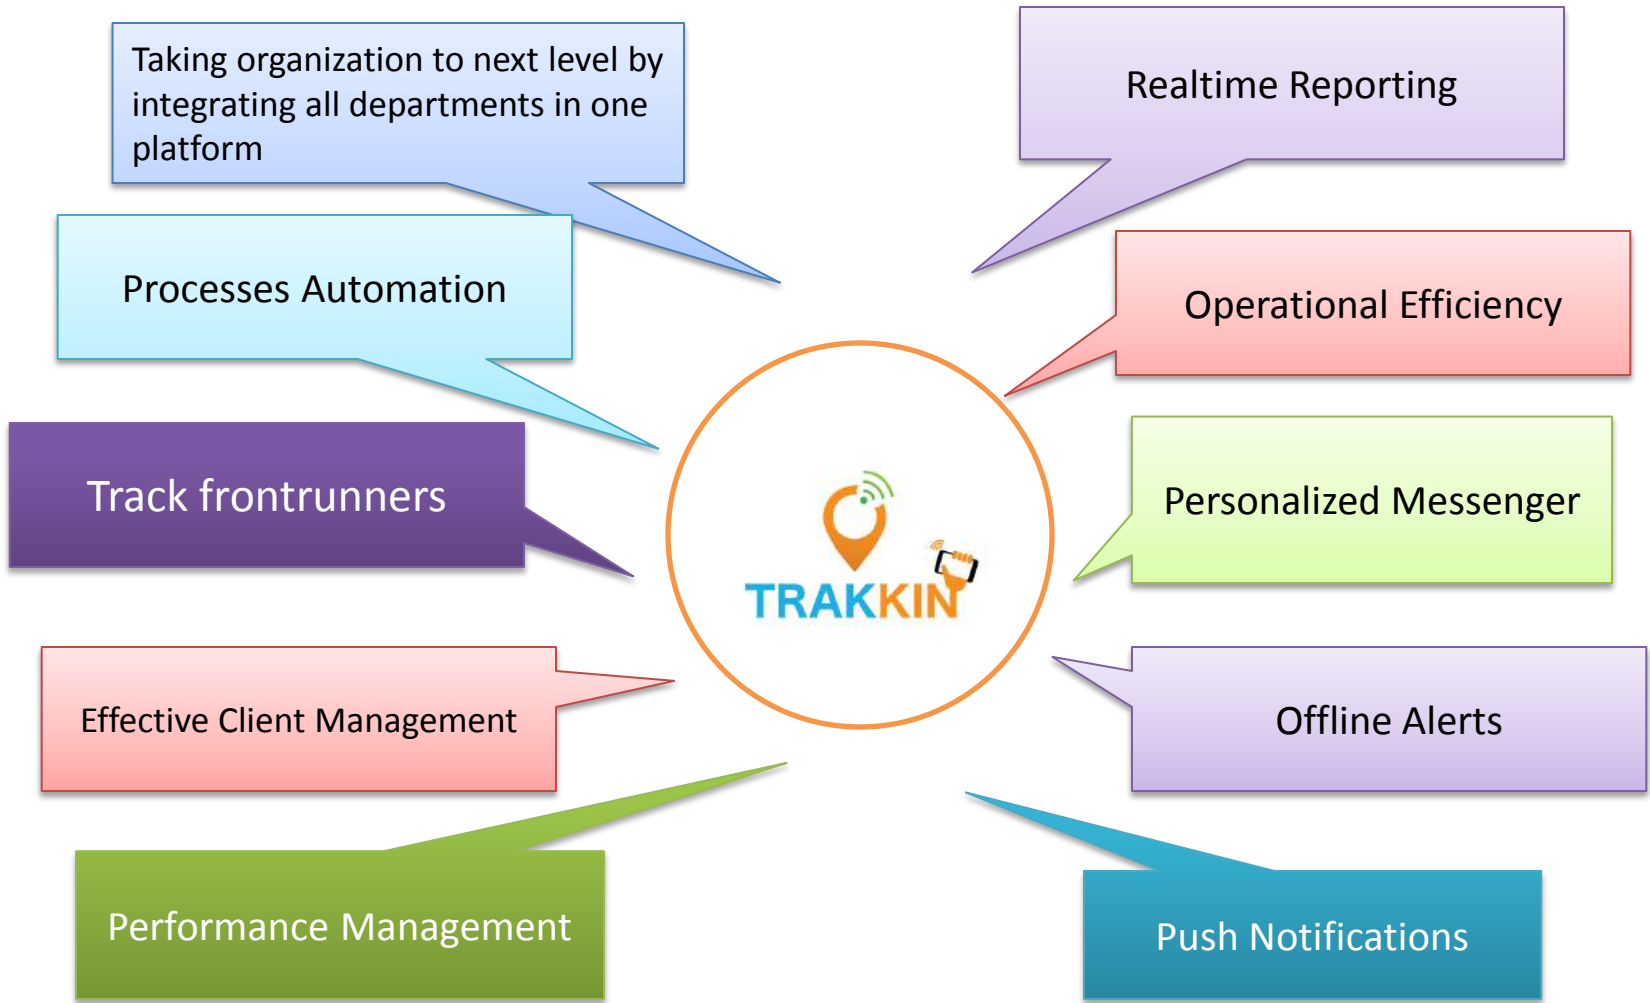 Taking organization to next level by
integrating all departments in one
platform
Realtime Reporting
Processes Automation
Operational Efficiency
Track frontrunners
Personalized Messenger
TRAKKIN
Effective Client Management
Offline Alerts
Performance Management
Push Notifications